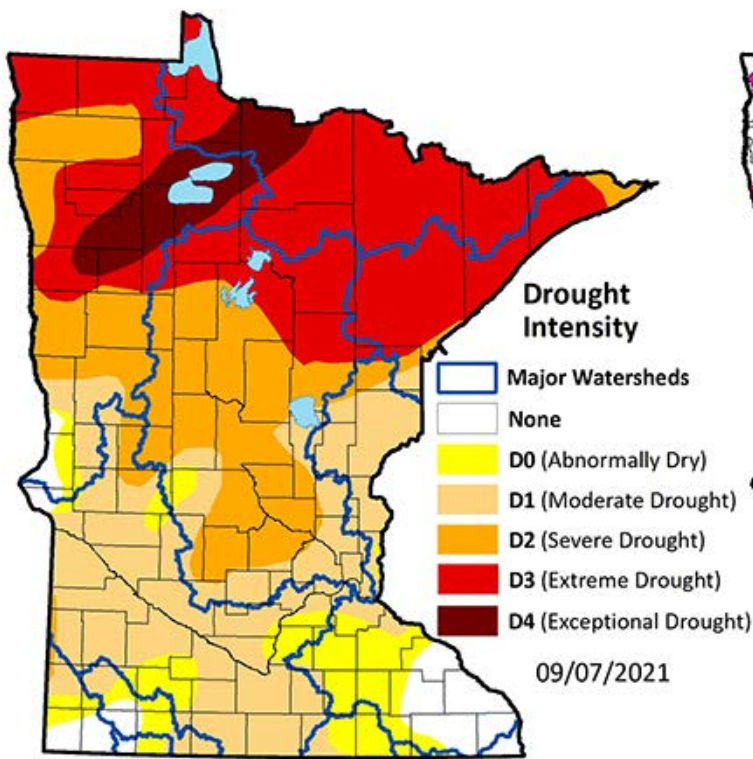 Drought
Intensity
Major Watersheds
None
D0 (Abnormally Dry)
D1 (Moderate Drought)
D2 (Severe Drought)
D3 (Extreme Drought)
D4 (Exceptional Drought)
09/07/2021